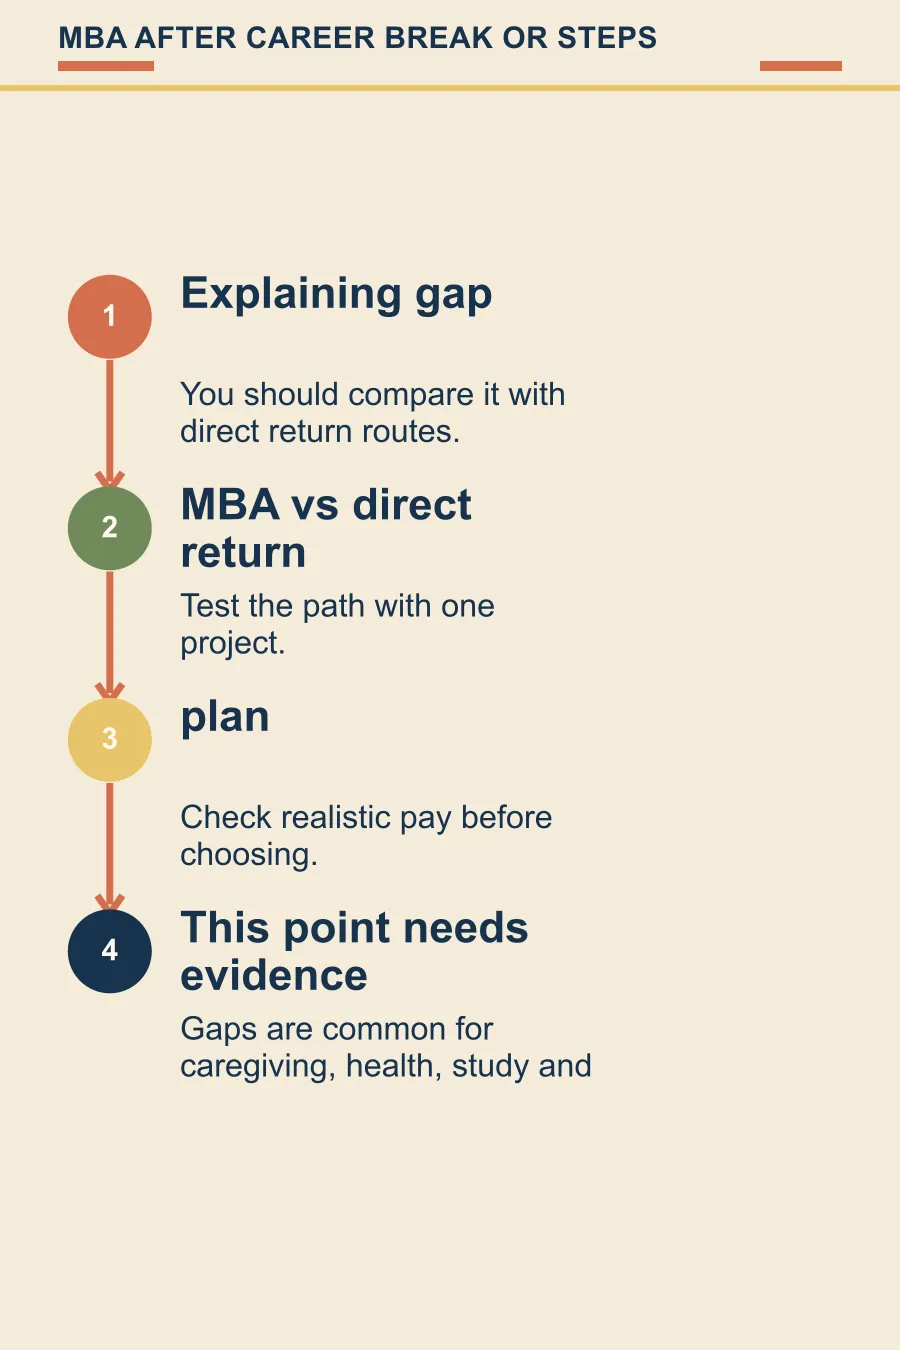 MBA AFTER CAREER BREAK OR STEPS
1
Explaining gap
You should compare it with
direct return routes.
2
MBA vs direct
return
Test the path with one
project.
3
plan
Check realistic pay before
choosing.
4
This point needs
evidence
Gaps are common for
caregiving, health, study and